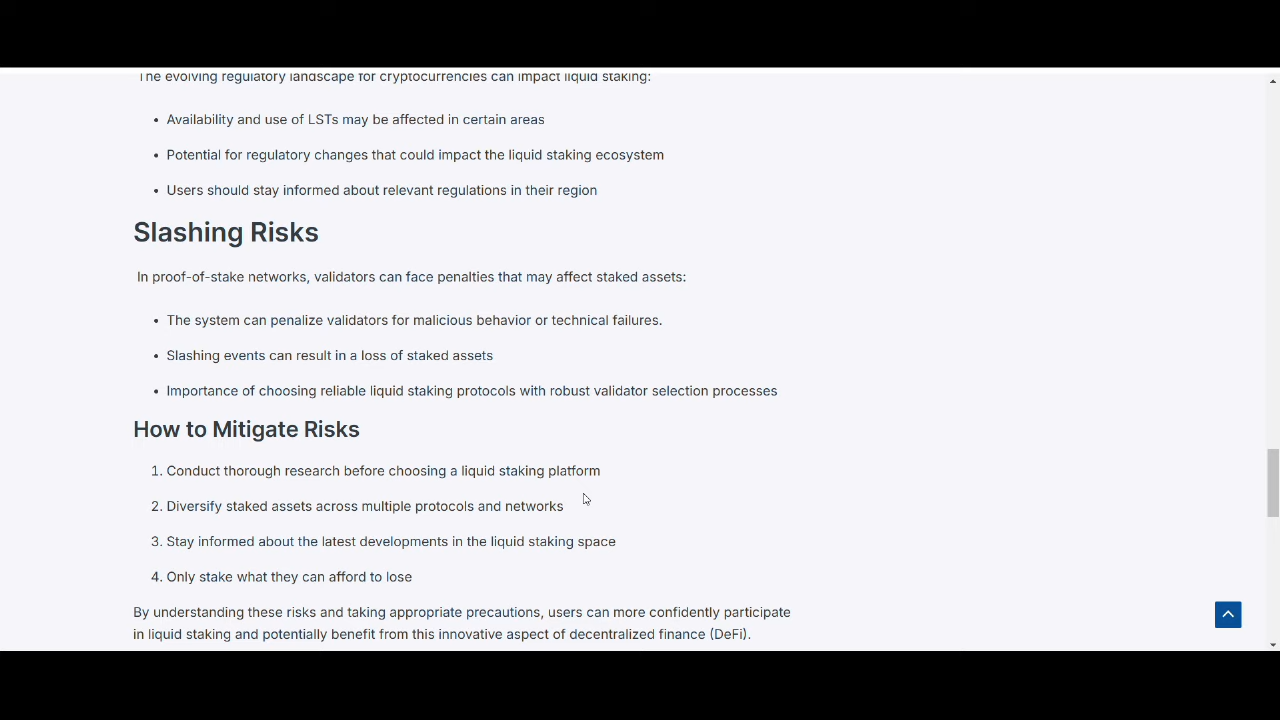 The evolving regulatory landscape for cryptocurrencies can impact liquid staking:
• Availability and use of LSTs may be affected in certain areas
• Potential for regulatory changes that could impact the liquid staking ecosystem
• Users should stay informed about relevant regulations in their region
Slashing Risks
In proof-of-stake networks, validators can face penalties that may affect staked assets:
• The system can penalize validators for malicious behavior or technical failures.
• Slashing events can result in a loss of staked assets
• Importance of choosing reliable liquid staking protocols with robust validator selection processes
How to Mitigate Risks
1. Conduct thorough research before choosing a liquid staking platform
2. Diversify staked assets across multiple protocols and networks
3. Stay informed about the latest developments in the liquid staking space
4. Only stake what they can afford to lose
By understanding these risks and taking appropriate precautions, users can more confidently participate
in liquid staking and potentially benefit from this innovative aspect of decentralized finance (DeFi).